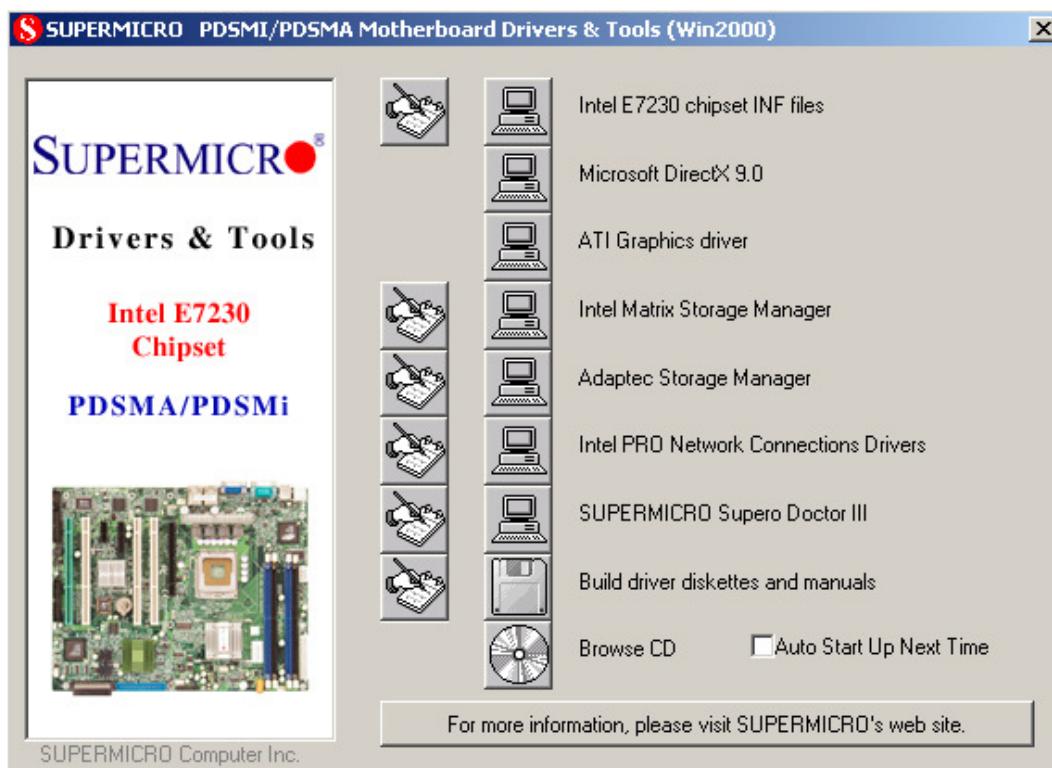 SUPERMICRO PDSMI/PDSMA Motherboard Drivers & Tools (Win2000)
SUPERMICRO®
Drivers & Tools
Intel E7230
Chipset
PDSMA/PDSMi
SUPERMICRO Computer Inc.
Intel E7230 chipset INF files
Microsoft DirectX 9.0
ATI Graphics driver
Intel Matrix Storage Manager
Adaptec Storage Manager
Intel PRO Network Connections Drivers
SUPERMICRO Supero Doctor III
Build driver diskettes and manuals
Browse CD
Auto Start Up Next Time
For more information, please visit SUPERMICRO's web site.